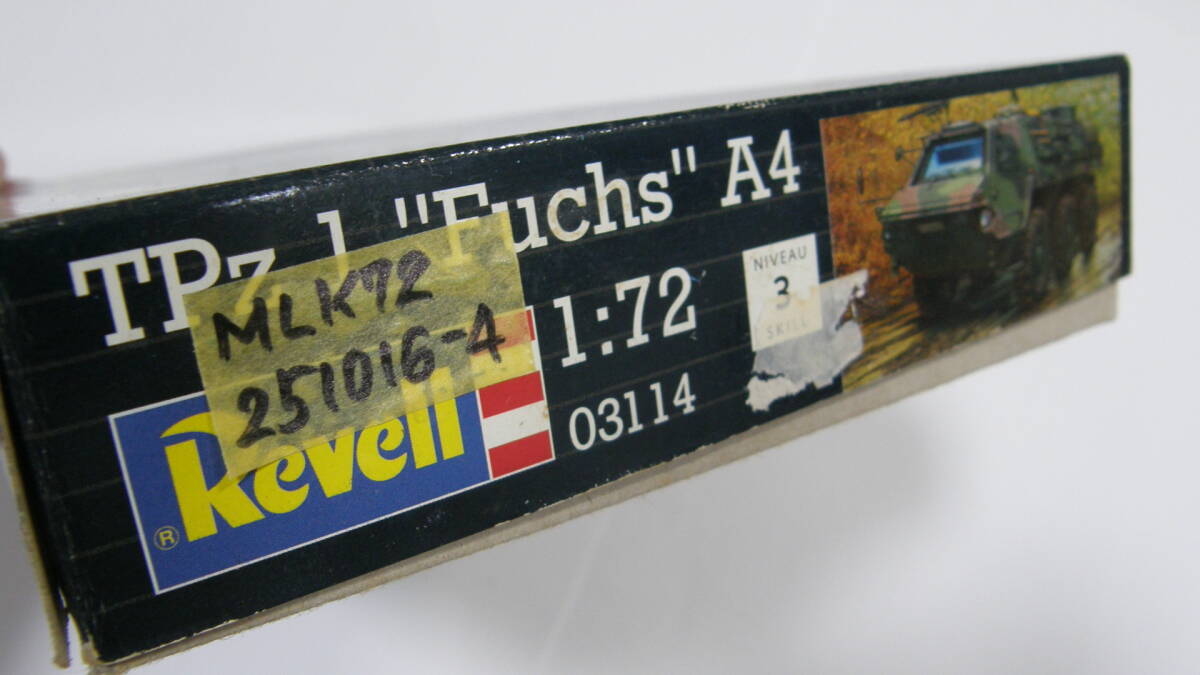 TPz 1 "Fuchs" A4
MLK72
251016-4
1:72
NIVEAU
3
SKILL
03114
Revell
®